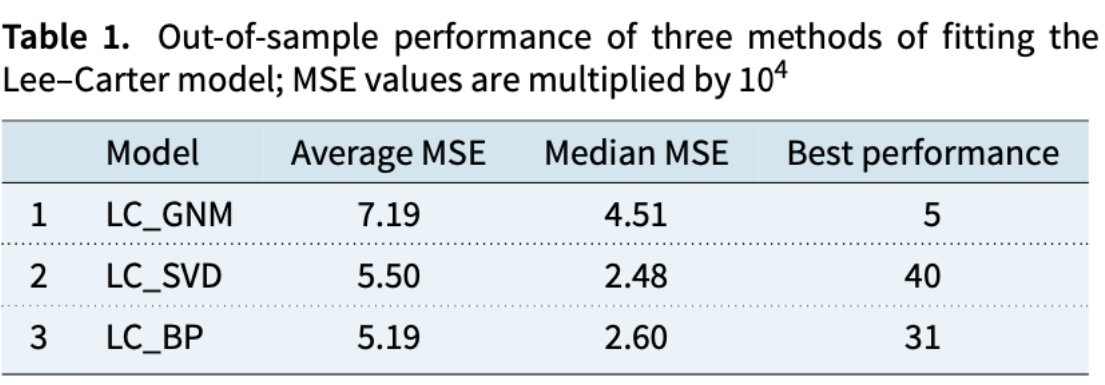 Table 1. Out-of-sample performance of three methods of fitting the
Lee–Carter model; MSE values are multiplied by 10⁴
Model Average MSE Median MSE Best performance
1 LC_GNM 7.19 4.51 5
2 LC_SVD 5.50 2.48 40
3 LC_BP 5.19 2.60 31